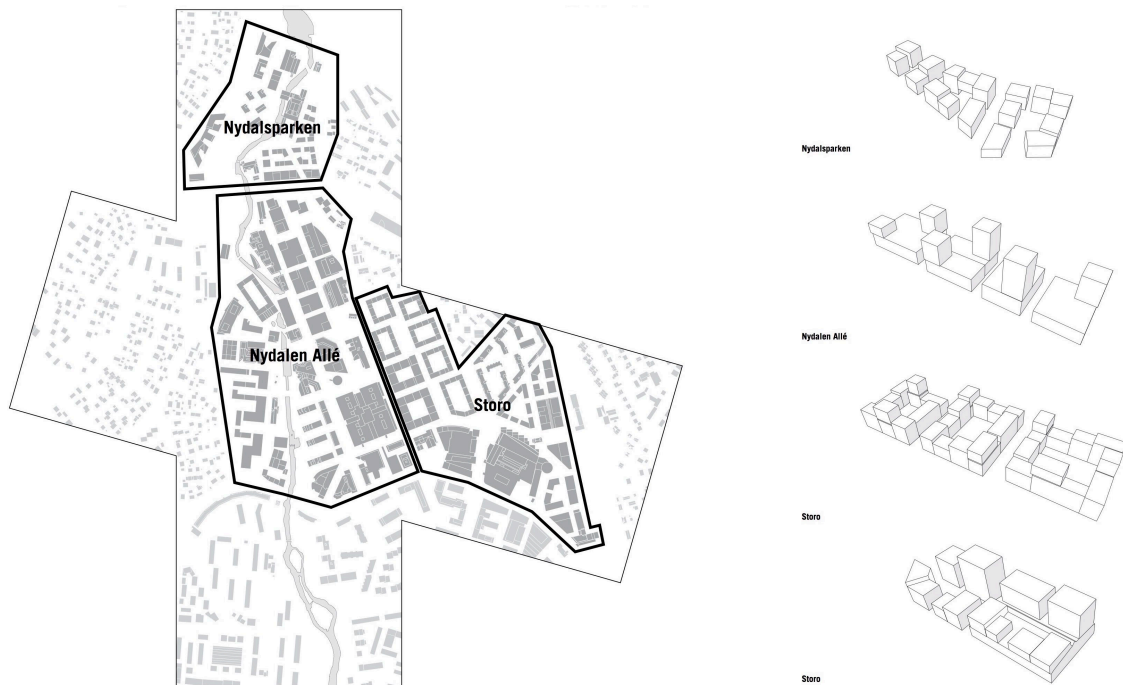 Nydalsparken
Nydalen Allé
Storo
Nydalsparken
Nydalen Allé
Storo
Storo